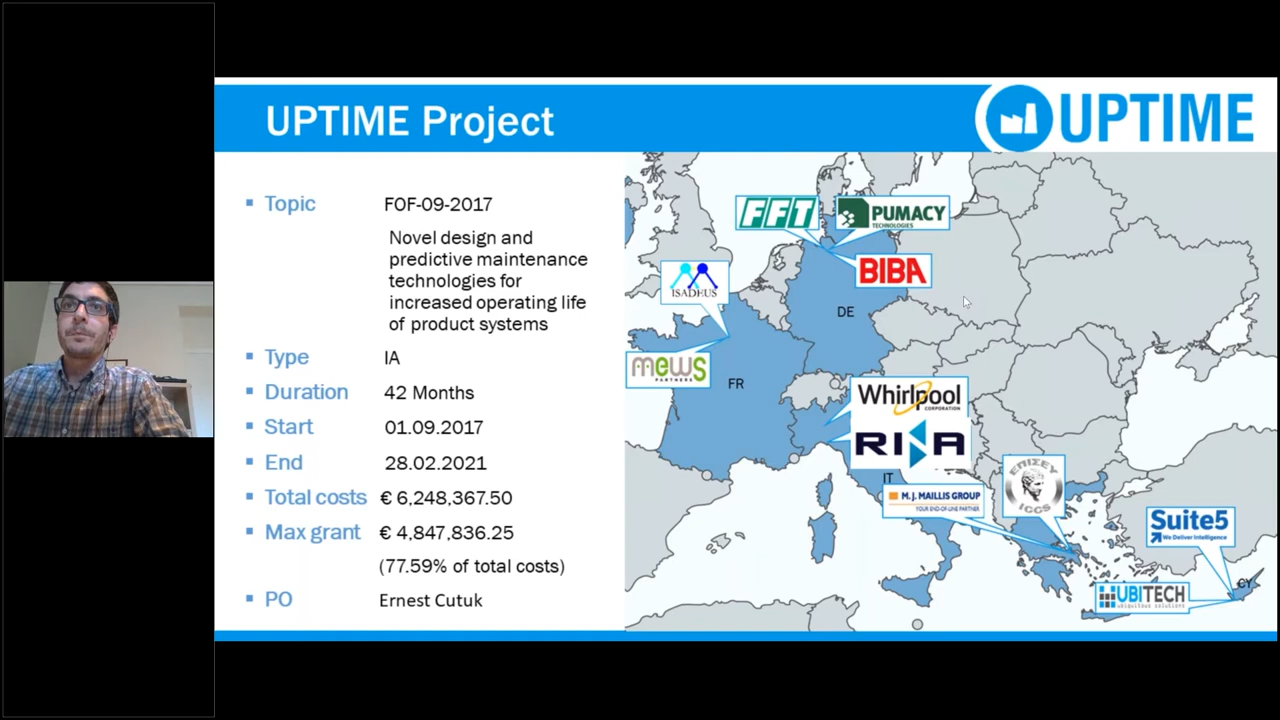 UPTIME Project
UPTIME
Topic FOF-09-2017
Novel design and
predictive maintenance
technologies for
increased operating life
of product systems
Type IA
Duration 42 Months
Start 01.09.2017
End 28.02.2021
Total costs € 6,248,367.50
Max grant € 4,847,836.25
(77.59% of total costs)
PO Ernest Cutuk
FFT
PUMACY
TECHNOLOGIES
BIBA
ISADEUS
DE
mews
PARTNERS
FR
Whirlpool
CORPORATION
RINA
IT
M. J. MAILLIS GROUP
YOUR END-OF-LINE PARTNER
ΕΠΙΣΕΥ
ICCS
Suite5
We Deliver Intelligence
CY
UBITECH
ubiquitous solutions